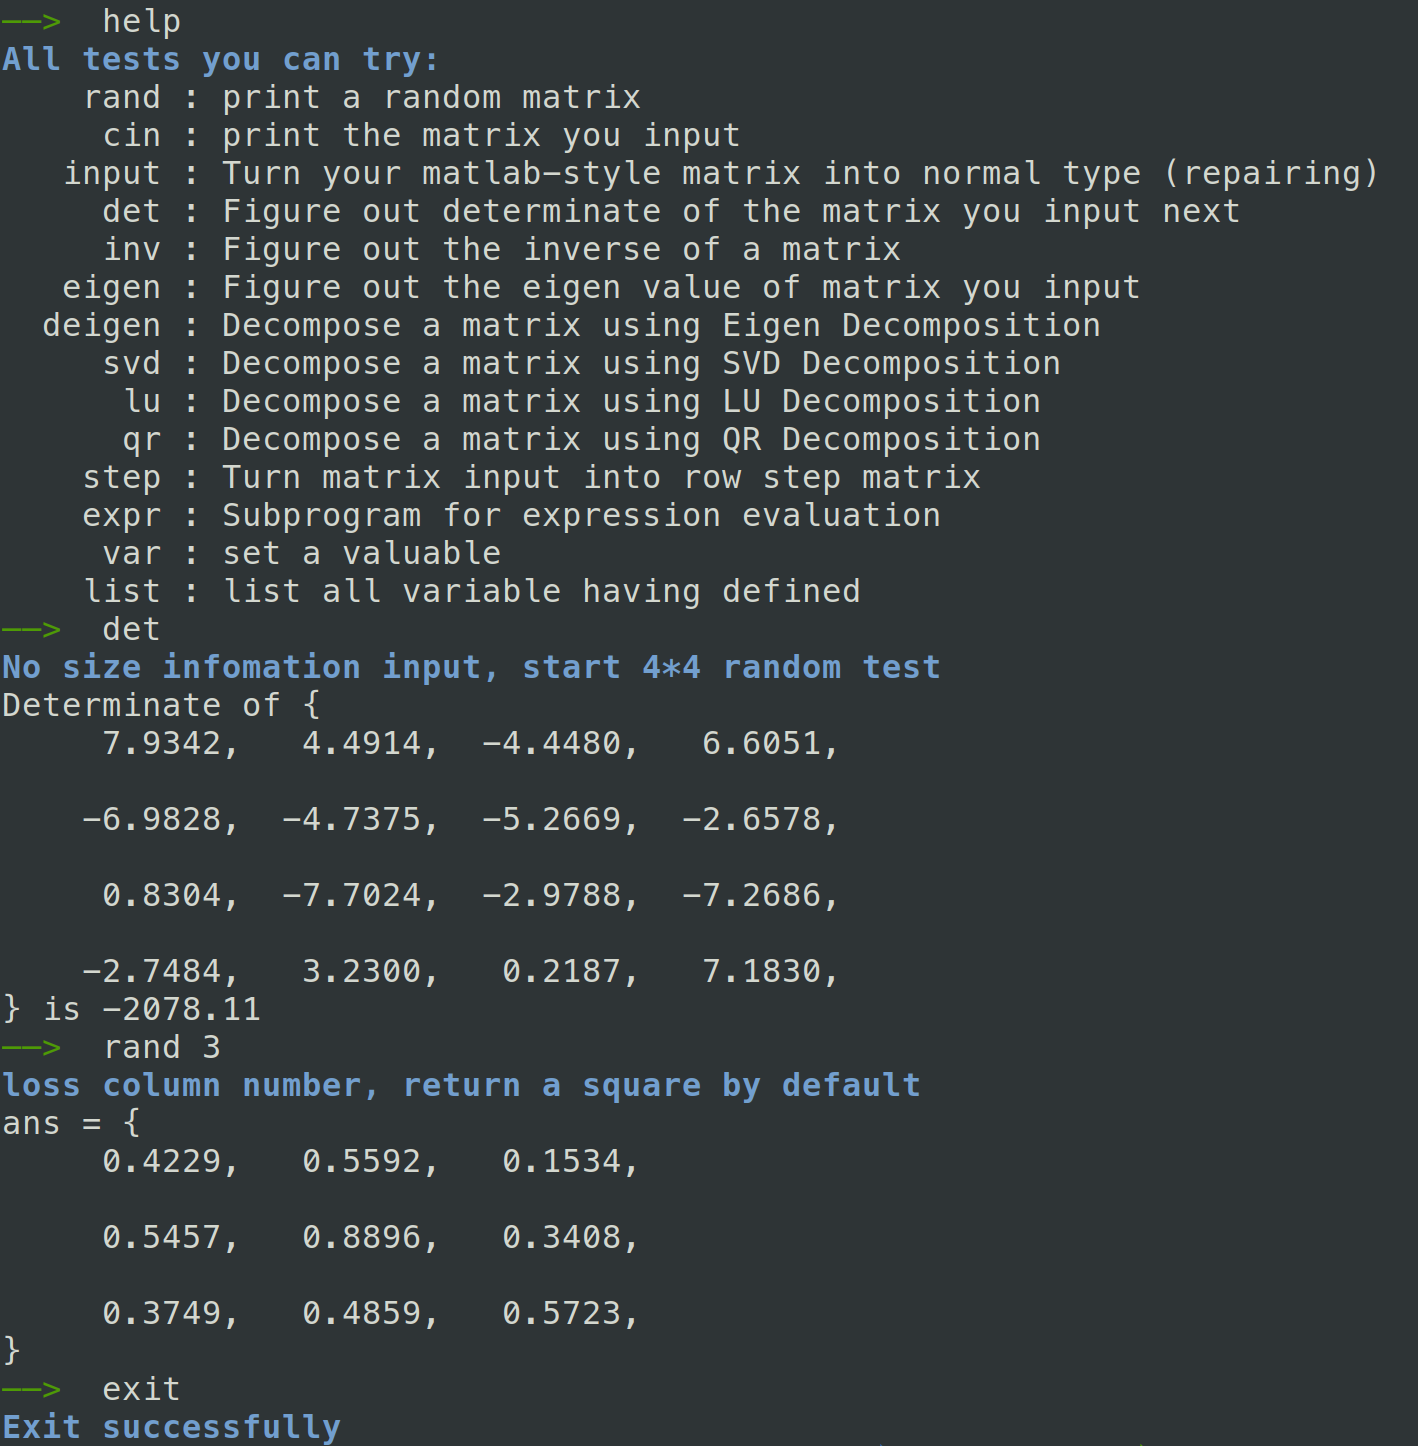 ——> help
All tests you can try:
rand : print a random matrix
cin : print the matrix you input
input : Turn your matlab-style matrix into normal type (repairing)
det : Figure out determinate of the matrix you input next
inv : Figure out the inverse of a matrix
eigen : Figure out the eigen value of matrix you input
deigen : Decompose a matrix using Eigen Decomposition
svd : Decompose a matrix using SVD Decomposition
lu : Decompose a matrix using LU Decomposition
qr : Decompose a matrix using QR Decomposition
step : Turn matrix input into row step matrix
expr : Subprogram for expression evaluation
var : set a valuable
list : list all variable having defined
——> det
No size infomation input, start 4*4 random test
Determinate of {
7.9342, 4.4914, -4.4480, 6.6051,
-6.9828, -4.7375, -5.2669, -2.6578,
0.8304, -7.7024, -2.9788, -7.2686,
-2.7484, 3.2300, 0.2187, 7.1830,
} is -2078.11
——> rand 3
loss column number, return a square by default
ans = {
0.4229, 0.5592, 0.1534,
0.5457, 0.8896, 0.3408,
0.3749, 0.4859, 0.5723,
}
——> exit
Exit successfully